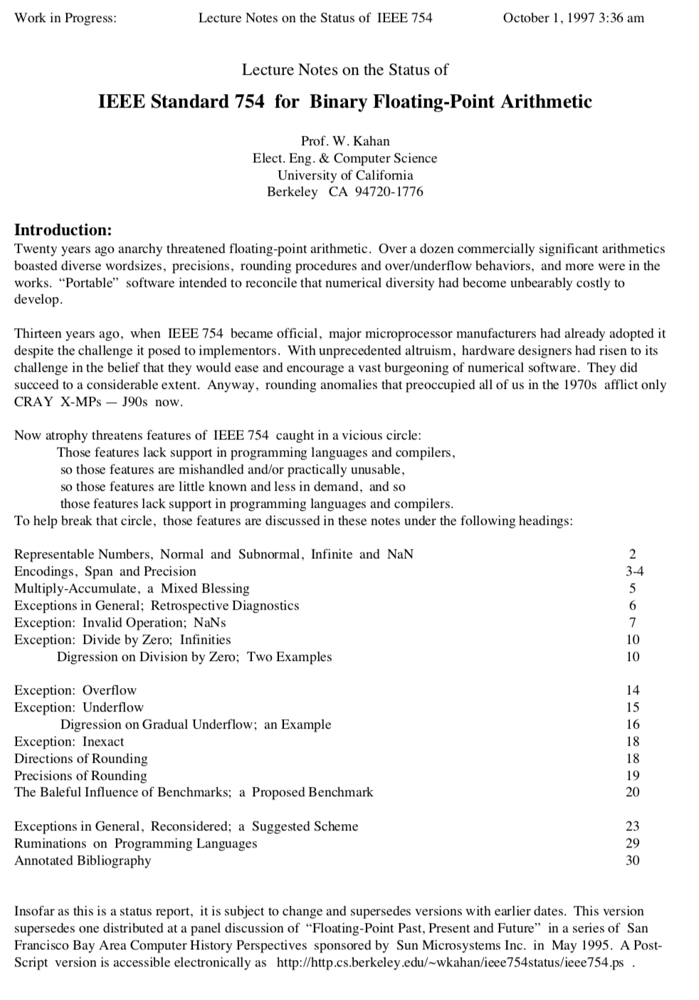 Work in Progress: Lecture Notes on the Status of IEEE 754 October 1, 1997 3:36 am
Lecture Notes on the Status of
IEEE Standard 754 for Binary Floating-Point Arithmetic
Prof. W. Kahan
Elect. Eng. & Computer Science
University of California
Berkeley CA 94720-1776
Introduction:
Twenty years ago anarchy threatened floating-point arithmetic. Over a dozen commercially significant arithmetics
boasted diverse wordsizes, precisions, rounding procedures and over/underflow behaviors, and more were in the
works. “Portable” software intended to reconcile that numerical diversity had become unbearably costly to
develop.
Thirteen years ago, when IEEE 754 became official, major microprocessor manufacturers had already adopted it
despite the challenge it posed to implementors. With unprecedented altruism, hardware designers had risen to its
challenge in the belief that they would ease and encourage a vast burgeoning of numerical software. They did
succeed to a considerable extent. Anyway, rounding anomalies that preoccupied all of us in the 1970s afflict only
CRAY X-MPs — J90s now.
Now atrophy threatens features of IEEE 754 caught in a vicious circle:
Those features lack support in programming languages and compilers,
so those features are mishandled and/or practically unusable,
so those features are little known and less in demand, and so
those features lack support in programming languages and compilers.
To help break that circle, those features are discussed in these notes under the following headings:
Representable Numbers, Normal and Subnormal, Infinite and NaN 2
Encodings, Span and Precision 3-4
Multiply-Accumulate, a Mixed Blessing 5
Exceptions in General; Retrospective Diagnostics 6
Exception: Invalid Operation; NaNs 7
Exception: Divide by Zero; Infinities 10
Digression on Division by Zero; Two Examples 10
Exception: Overflow 14
Exception: Underflow 15
Digression on Gradual Underflow; an Example 16
Exception: Inexact 18
Directions of Rounding 18
Precisions of Rounding 19
The Baleful Influence of Benchmarks; a Proposed Benchmark 20
Exceptions in General, Reconsidered; a Suggested Scheme 23
Ruminations on Programming Languages 29
Annotated Bibliography 30
Insofar as this is a status report, it is subject to change and supersedes versions with earlier dates. This version
supersedes one distributed at a panel discussion of “Floating-Point Past, Present and Future” in a series of San
Francisco Bay Area Computer History Perspectives sponsored by Sun Microsystems Inc. in May 1995. A Post-
Script version is accessible electronically as http://http.cs.berkeley.edu/~wkahan/ieee754status/ieee754.ps .